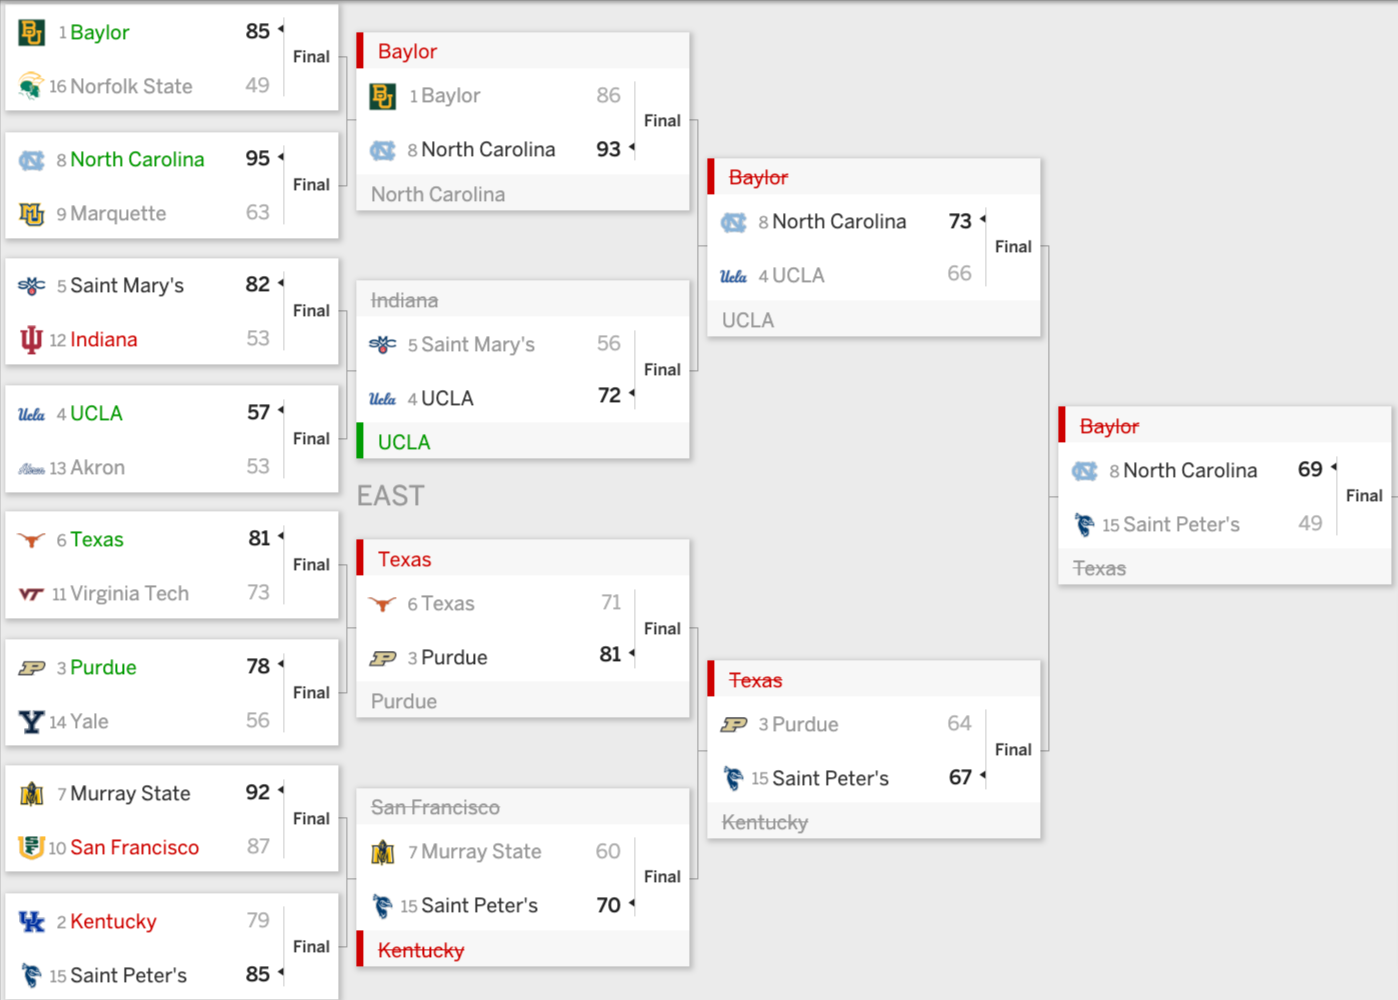 1 Baylor 85
Final
16 Norfolk State 49
8 North Carolina 95
Final
9 Marquette 63
5 Saint Mary's 82
Final
12 Indiana 53
4 UCLA 57
Final
13 Akron 53
6 Texas 81
Final
11 Virginia Tech 73
3 Purdue 78
Final
14 Yale 56
7 Murray State 92
Final
10 San Francisco 87
2 Kentucky 79
Final
15 Saint Peter's 85
Baylor
1 Baylor 86
Final
8 North Carolina 93
North Carolina
Indiana
5 Saint Mary's 56
Final
4 UCLA 72
UCLA
EAST
Texas
6 Texas 71
Final
3 Purdue 81
Purdue
San Francisco
7 Murray State 60
Final
15 Saint Peter's 70
Kentucky
Baylor
8 North Carolina 73
Final
4 UCLA 66
UCLA
Texas
3 Purdue 64
Final
15 Saint Peter's 67
Kentucky
Baylor
8 North Carolina 69
Final
15 Saint Peter's 49
Texas